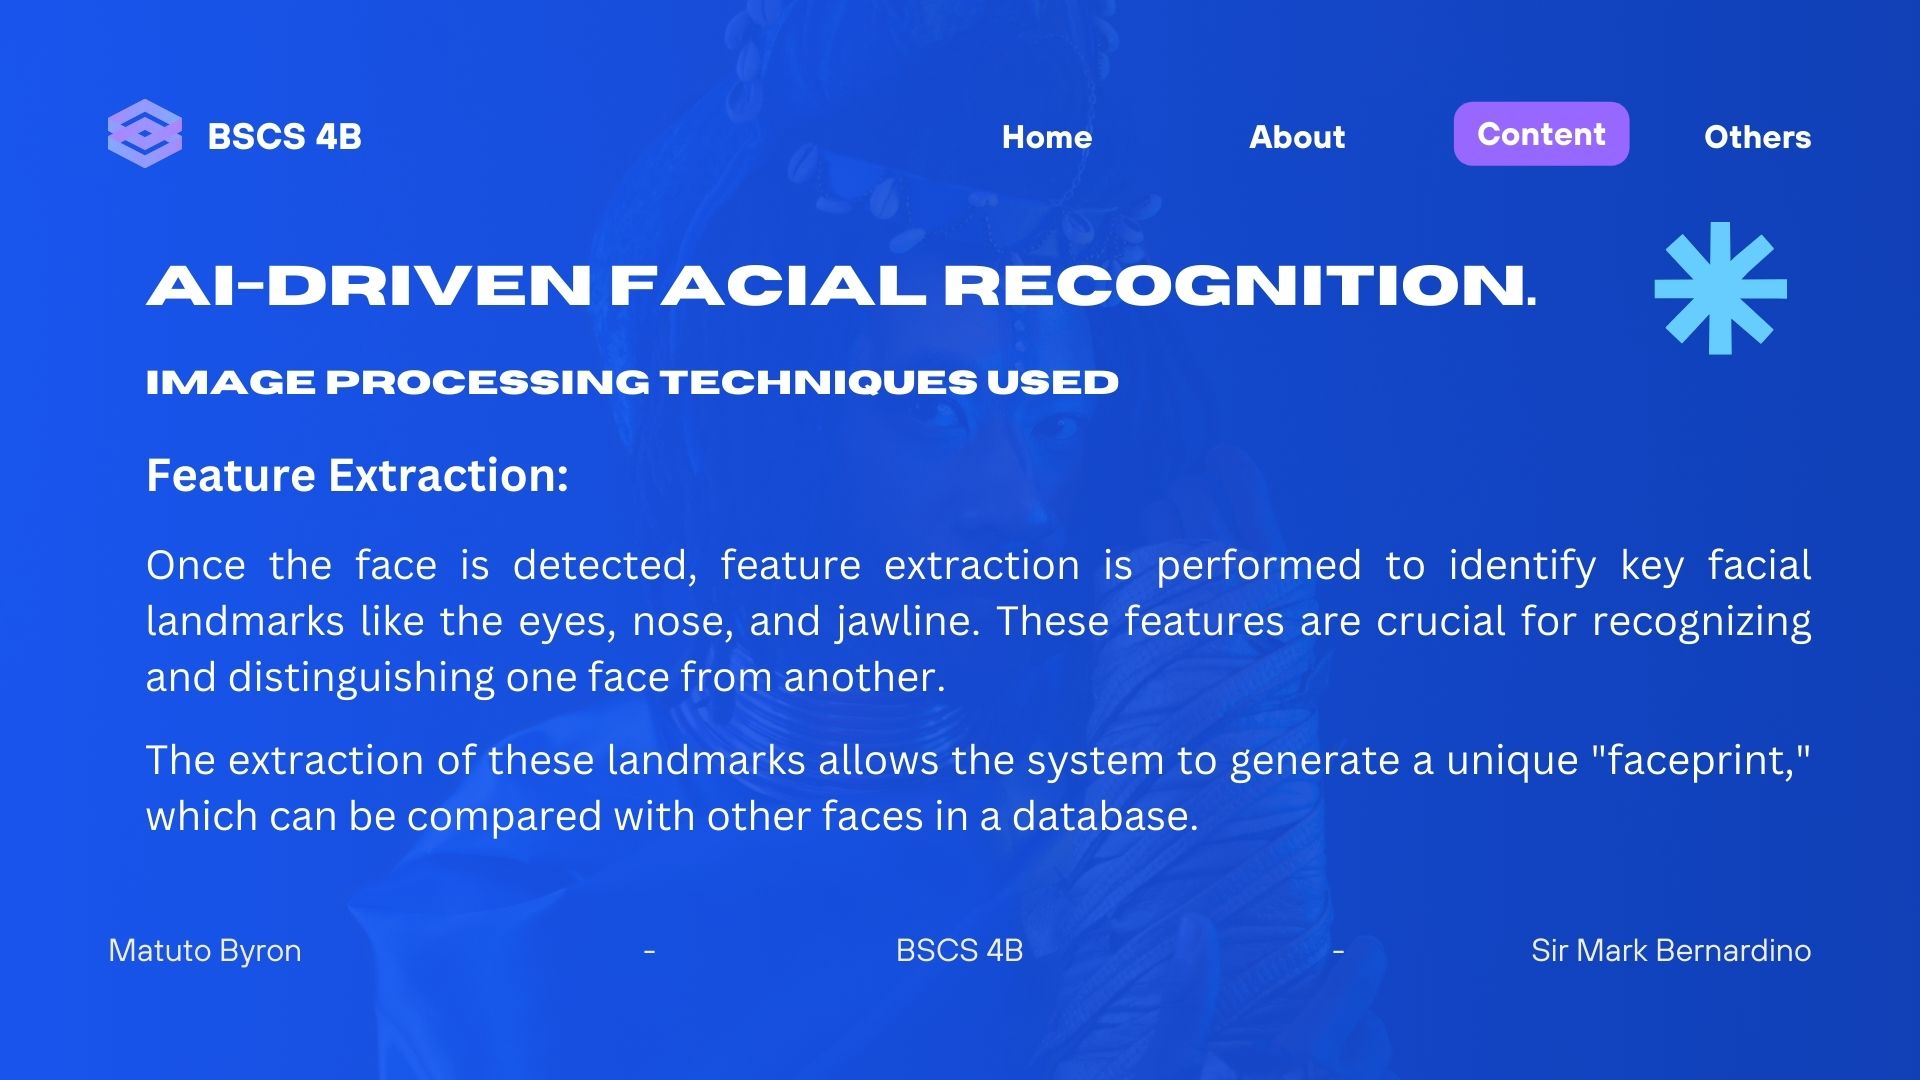 BSCS 4B
Home
About
Content
Others
AI-DRIVEN FACIAL RECOGNITION.
IMAGE PROCESSING TECHNIQUES USED
Feature Extraction:
Once the face is detected, feature extraction is performed to identify key facial
landmarks like the eyes, nose, and jawline. These features are crucial for recognizing
and distinguishing one face from another.
The extraction of these landmarks allows the system to generate a unique "faceprint,"
which can be compared with other faces in a database.
Matuto Byron - BSCS 4B - Sir Mark Bernardino